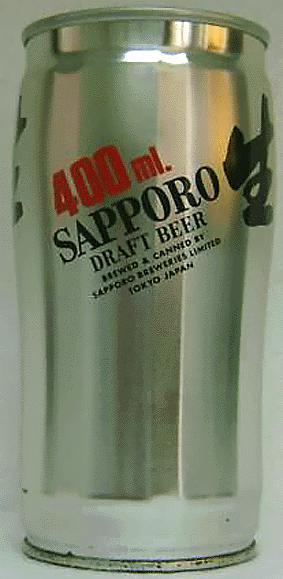 400 ml.
SAPPORO
DRAFT BEER
BREWED & CANNED BY
SAPPORO BREWERIES LIMITED
TOKYO JAPAN
生